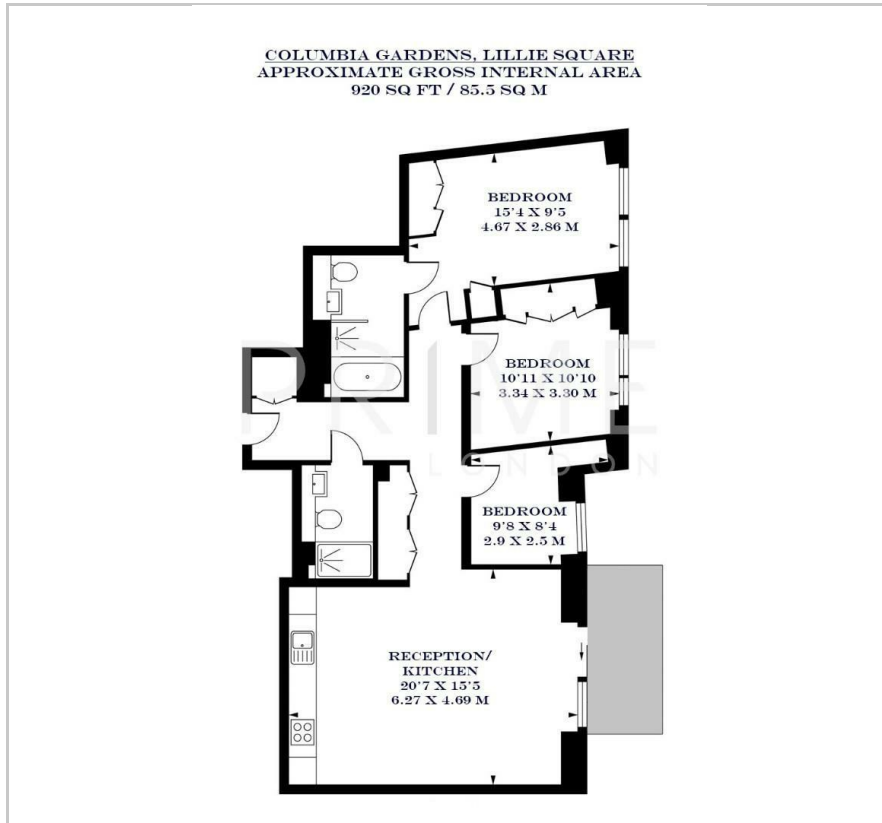 COLUMBIA GARDENS, LILLIE SQUARE
APPROXIMATE GROSS INTERNAL AREA
920 SQ FT / 85.5 SQ M
BEDROOM
15'4 X 9'5
4.67 X 2.86 M
BEDROOM
10'11 X 10'10
3.34 X 3.30 M
PRIME
LONDON
BEDROOM
9'8 X 8'4
2.9 X 2.5 M
RECEPTION/
KITCHEN
20'7 X 15'5
6.27 X 4.69 M